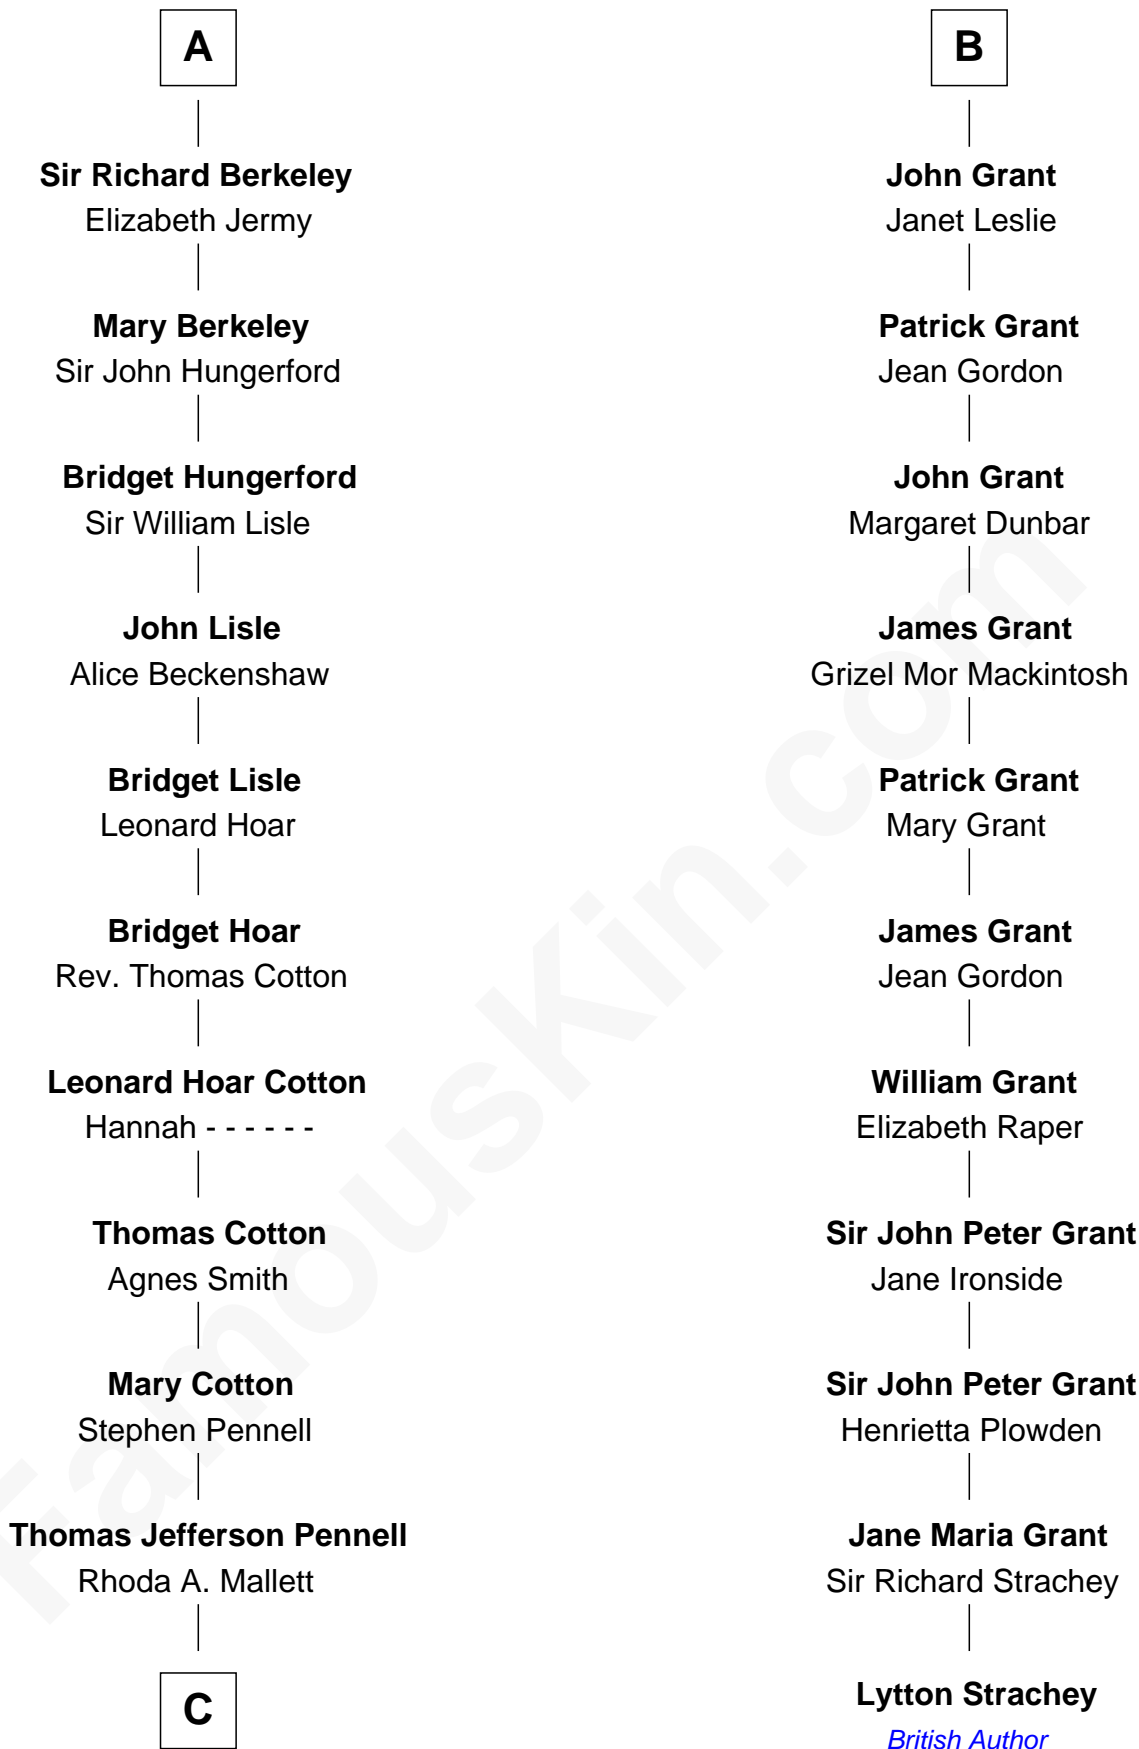 A
Sir Richard Berkeley
Elizabeth Jermy
Mary Berkeley
Sir John Hungerford
Bridget Hungerford
Sir William Lisle
John Lisle
Alice Beckenshaw
Bridget Lisle
Leonard Hoar
Bridget Hoar
Rev. Thomas Cotton
Leonard Hoar Cotton
Hannah - - - - - -
Thomas Cotton
Agnes Smith
Mary Cotton
Stephen Pennell
Thomas Jefferson Pennell
Rhoda A. Mallett
C
B
John Grant
Janet Leslie
Patrick Grant
Jean Gordon
John Grant
Margaret Dunbar
James Grant
Grizel Mor Mackintosh
Patrick Grant
Mary Grant
James Grant
Jean Gordon
William Grant
Elizabeth Raper
Sir John Peter Grant
Jane Ironside
Sir John Peter Grant
Henrietta Plowden
Jane Maria Grant
Sir Richard Strachey
Lytton Strachey
British Author
FamousKin.com